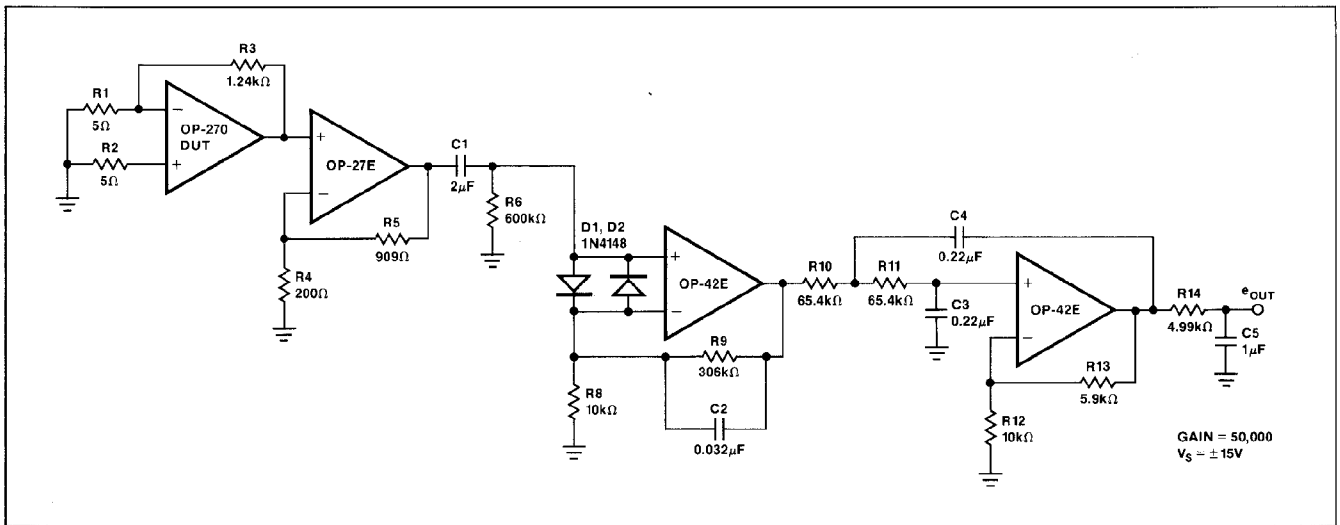 R3
1.24kΩ
R1
5Ω
−
OP-270
DUT
+
R2
5Ω
+
OP-27E
−
C1
2μF
R5
909Ω
R4
200Ω
R6
600kΩ
D1, D2
1N4148
+
OP-42E
−
R9
306kΩ
R8
10kΩ
C2
0.032μF
R10
65.4kΩ
R11
65.4kΩ
C4
0.22μF
C3
0.22μF
+
OP-42E
−
R13
5.9kΩ
R12
10kΩ
R14
4.99kΩ
eOUT
C5
1μF
GAIN = 50,000
VS = ±15V